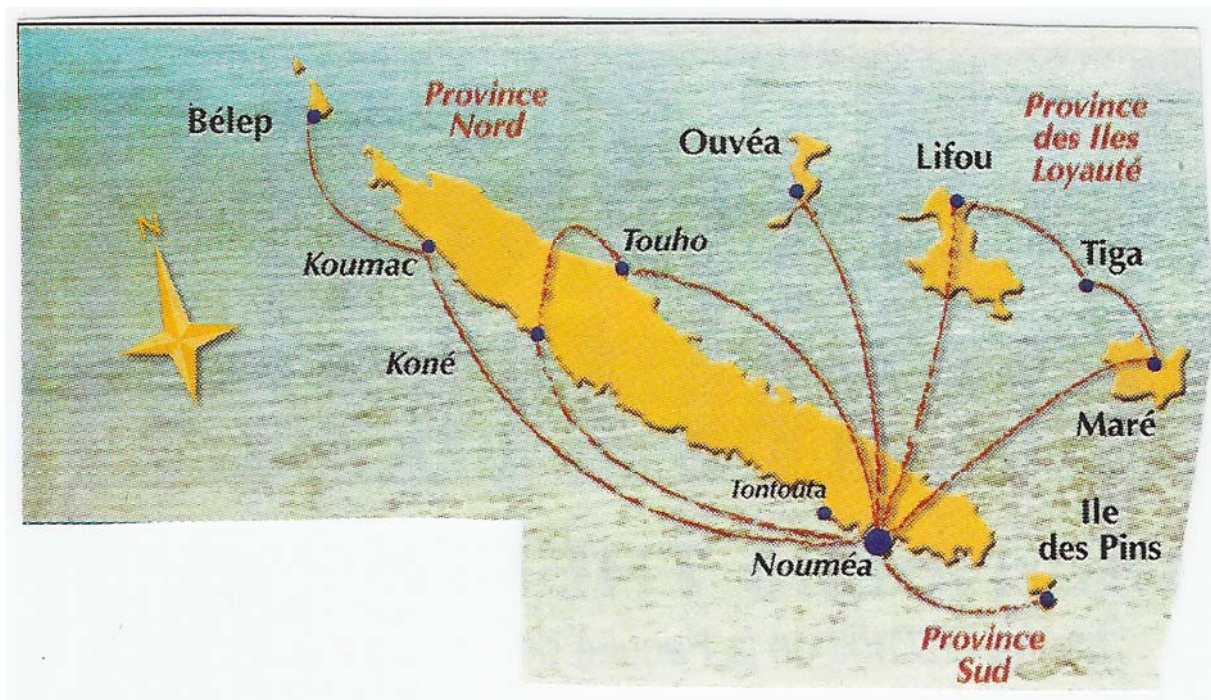 Bélep
Province
Nord
Ouvéa
Lifou
Province
des Iles
Loyauté
N
Koumac
Touho
Tiga
Koné
Maré
Tontouta
Nouméa
Ile
des Pins
Province
Sud